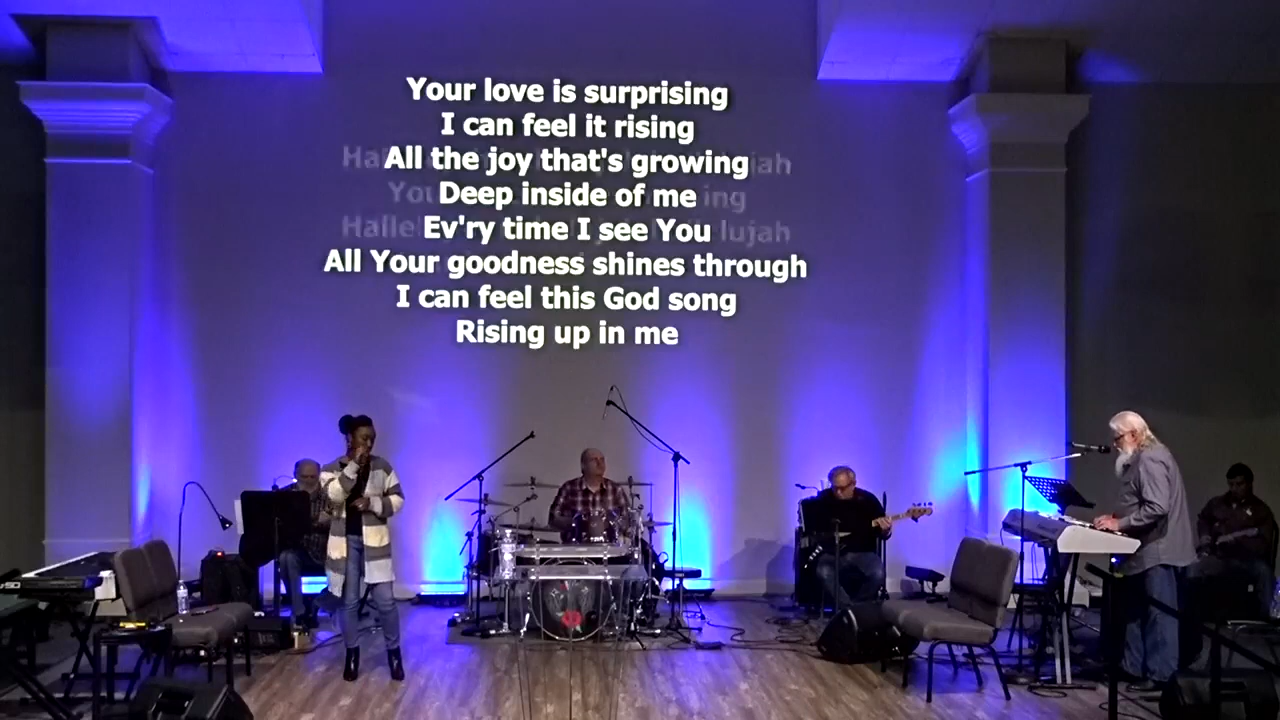 Your love is surprising
I can feel it rising
All the joy that's growing
Deep inside of me
Ev'ry time I see You
All Your goodness shines through
I can feel this God song
Rising up in me